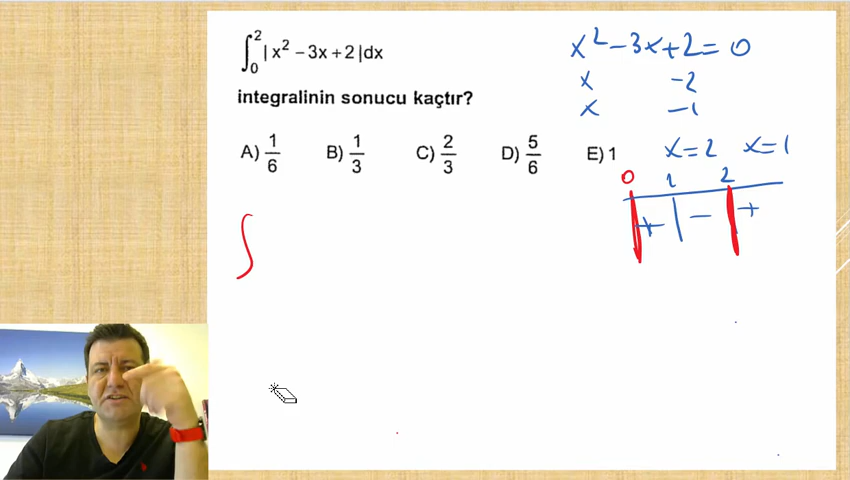 ∫₀² | x² − 3x + 2 | dx
integralinin sonucu kaçtır?
A) 1/6 B) 1/3 C) 2/3 D) 5/6 E) 1
x² − 3x + 2 = 0
x −2
x −1
x = 2 x = 1
0 1 2
+ − +
∫